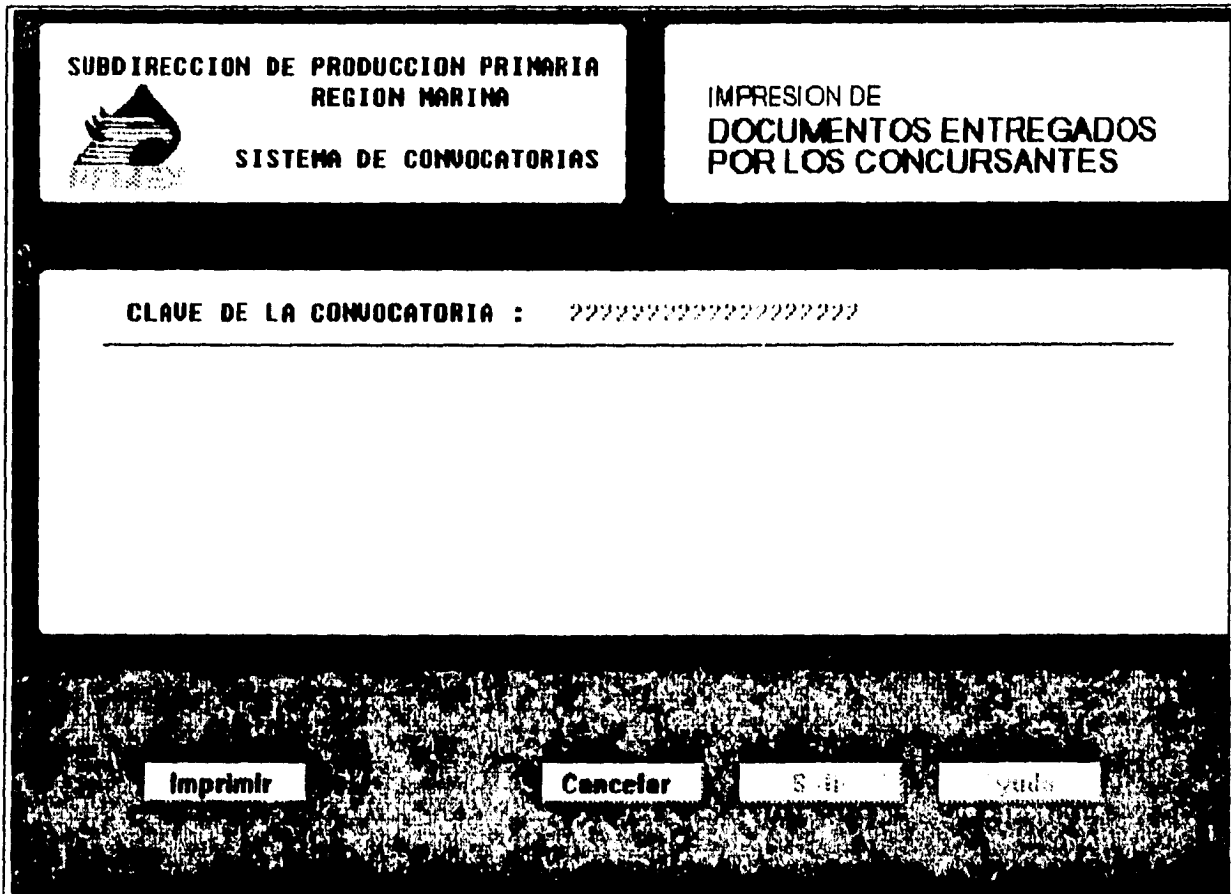 SUBDIRECCION DE PRODUCCION PRIMARIA
REGION MARINA
SISTEMA DE CONVOCATORIAS
PEMEX
IMPRESION DE
DOCUMENTOS ENTREGADOS
POR LOS CONCURSANTES
CLAVE DE LA CONVOCATORIA : ???????????????????
Imprimir
Cancelar